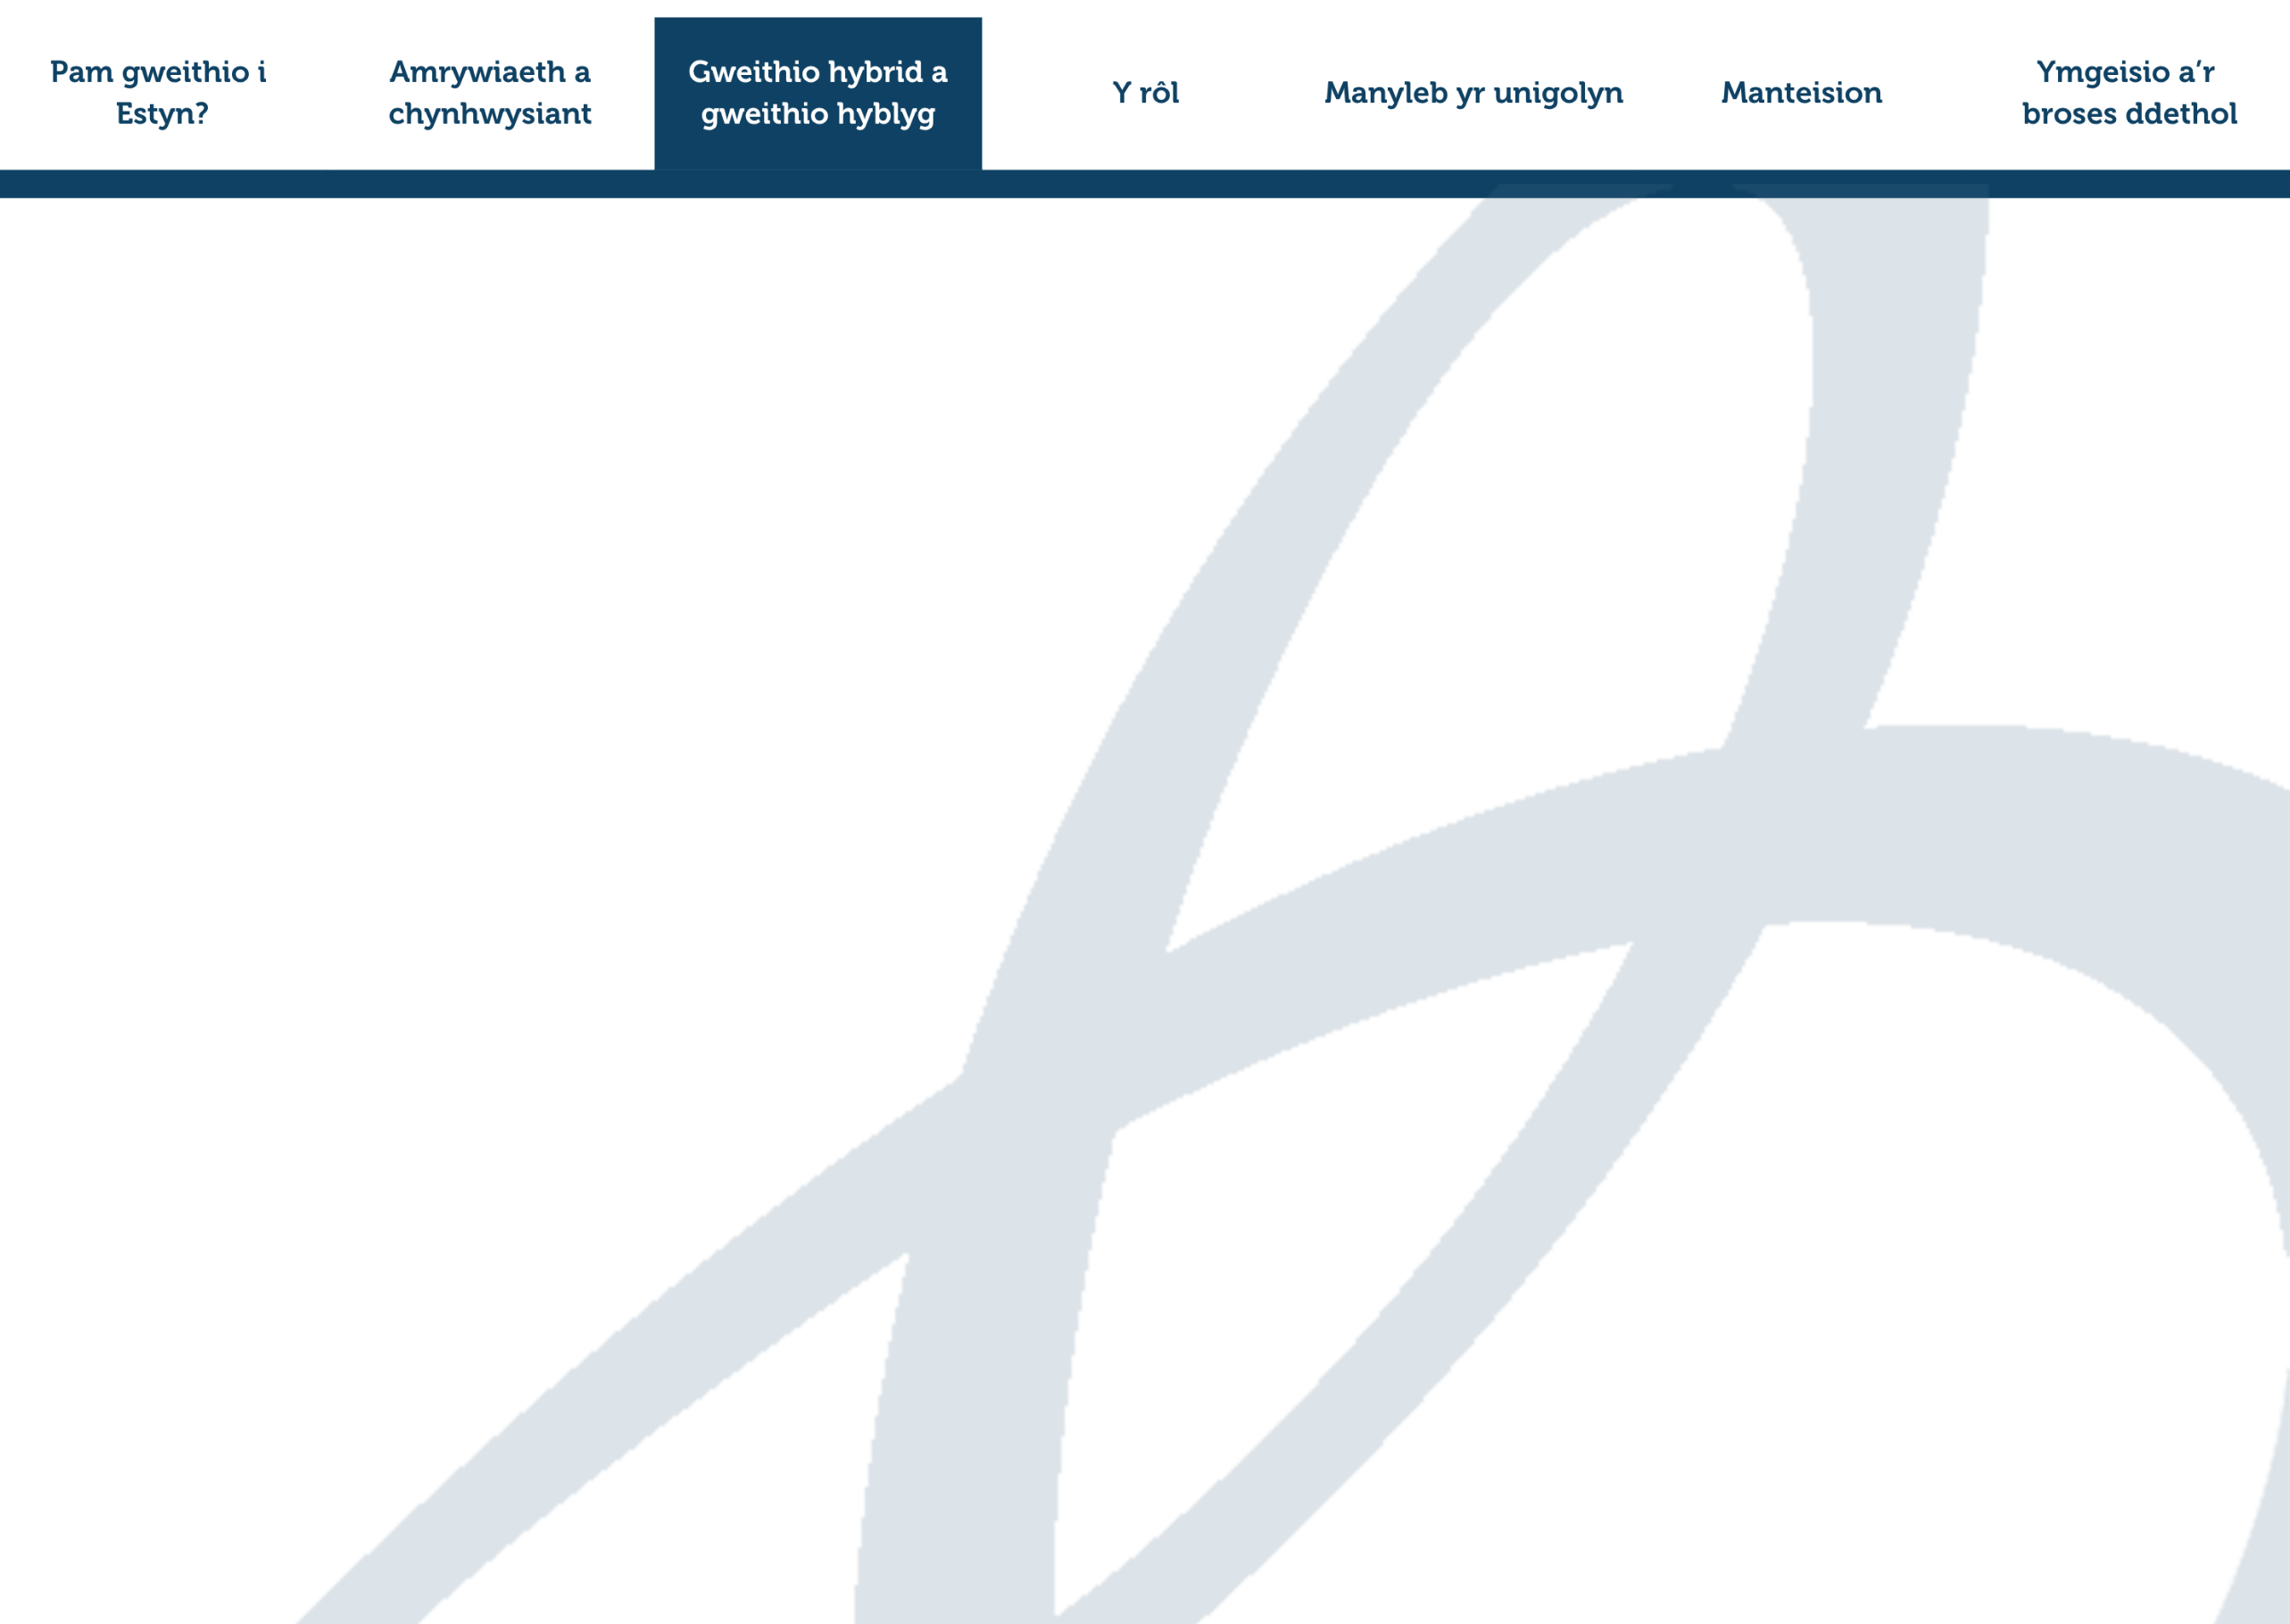 Pam gweithio i
Estyn?
Amrywiaeth a
chynhwysiant
Gweithio hybrid a
gweithio hyblyg
Y rôl
Manyleb yr unigolyn
Manteision
Ymgeisio a’r
broses ddethol